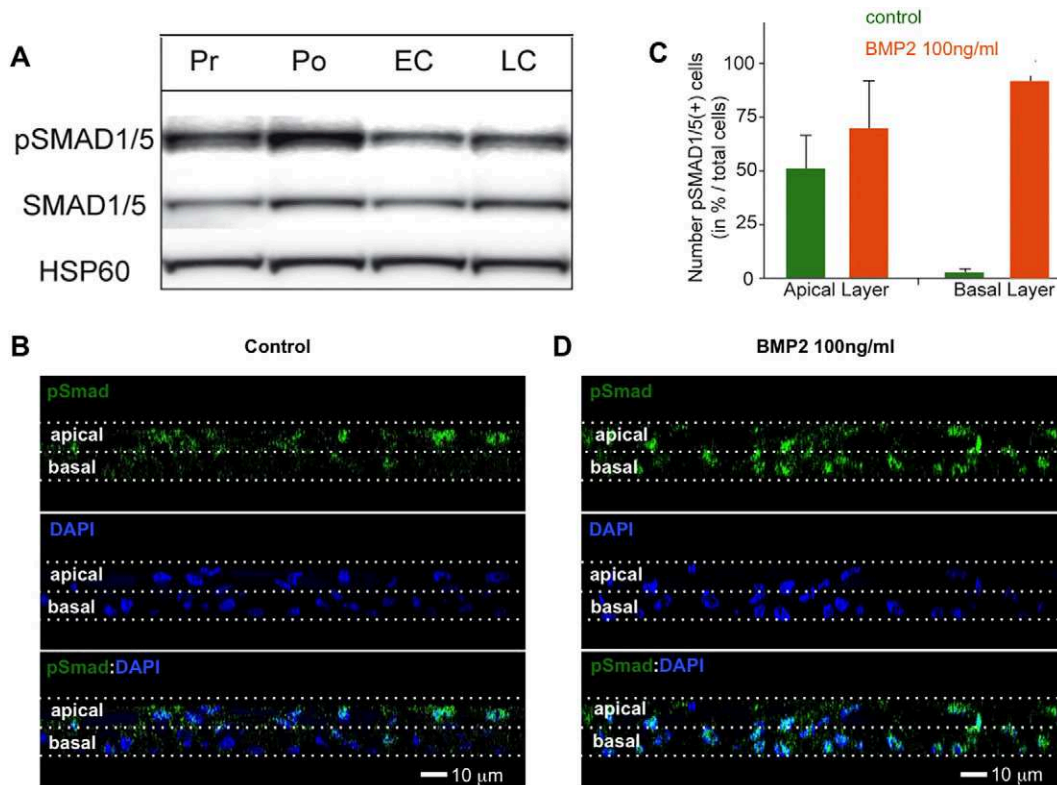 A
Pr Po EC LC
pSMAD1/5
SMAD1/5
HSP60
C
control
BMP2 100ng/ml
Number pSMAD1/5(+) cells
(in % / total cells)
100
75
50
25
0
Apical Layer Basal Layer
B Control
pSmad
apical
basal
DAPI
apical
basal
pSmad:DAPI
apical
basal
10 μm
D BMP2 100ng/ml
pSmad
apical
basal
DAPI
apical
basal
pSmad:DAPI
apical
basal
10 μm